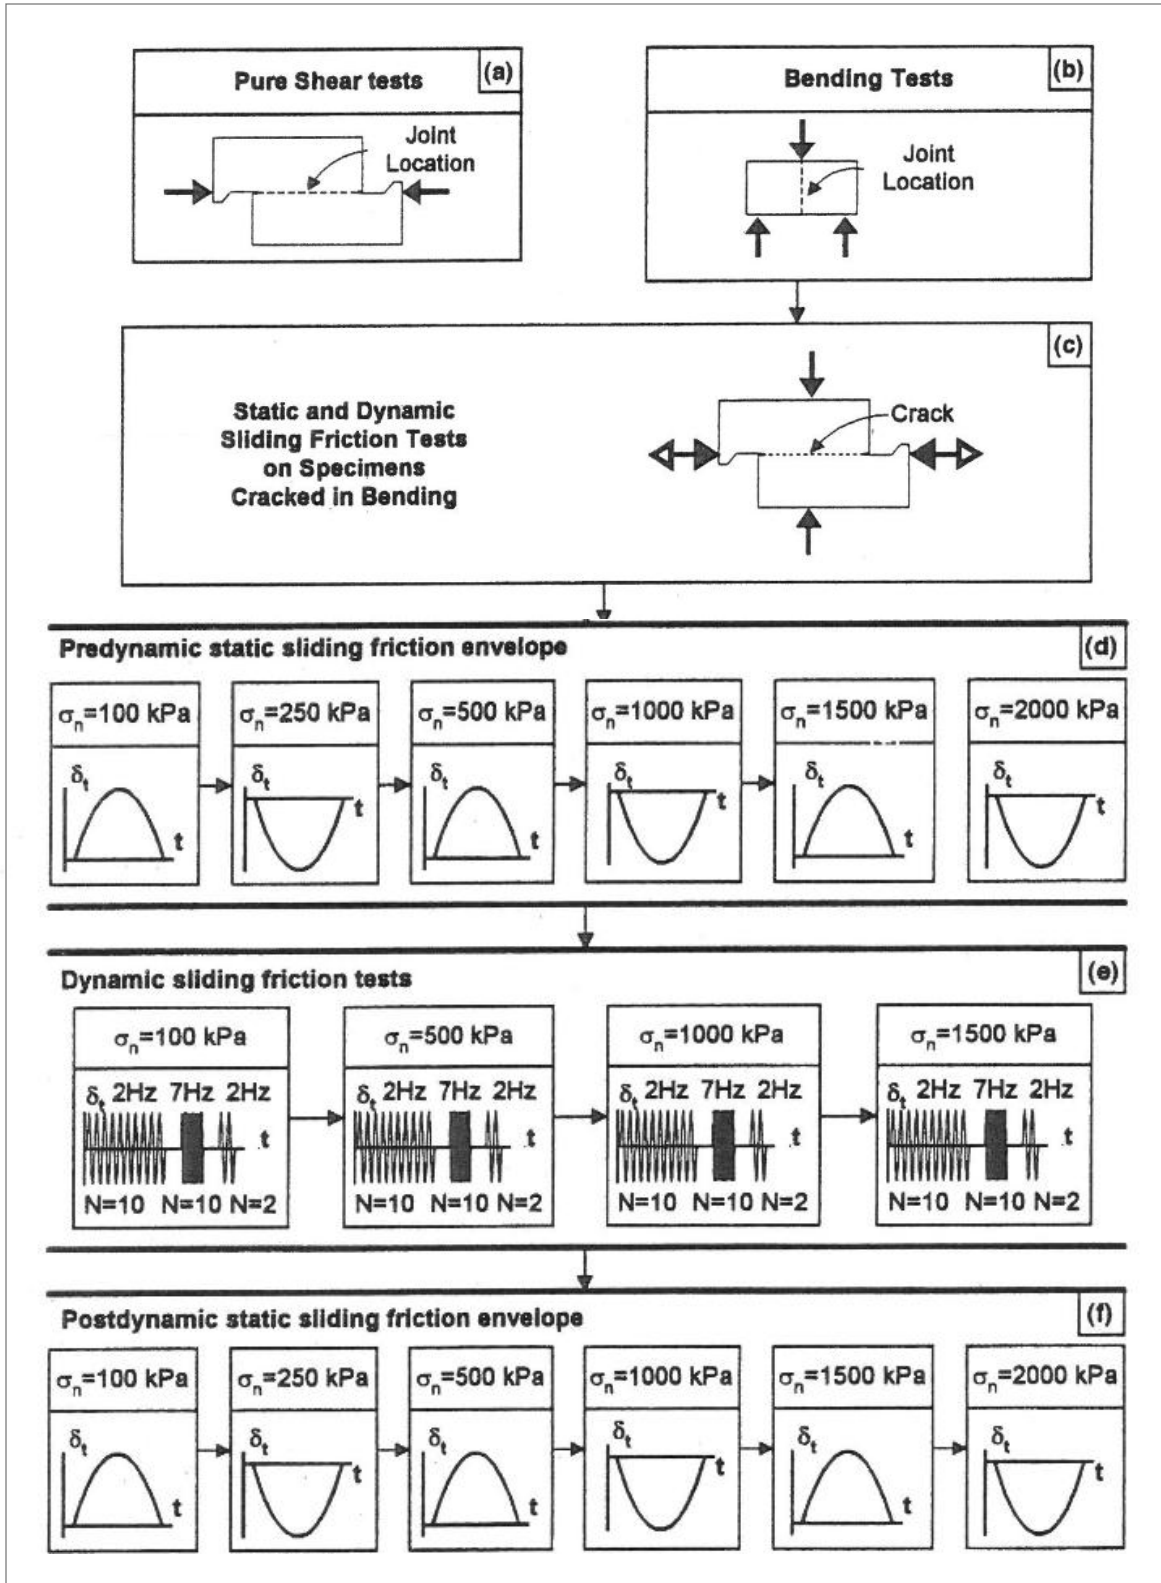 Pure Shear tests
(a)
Joint
Location
Bending Tests
(b)
Joint
Location
(c)
Static and Dynamic
Sliding Friction Tests
on Specimens
Cracked in Bending
Crack
Predynamic static sliding friction envelope
(d)
σn=100 kPa
δt
t
σn=250 kPa
δt
t
σn=500 kPa
δt
t
σn=1000 kPa
δt
t
σn=1500 kPa
δt
t
σn=2000 kPa
δt
t
Dynamic sliding friction tests
(e)
σn=100 kPa
δt 2Hz 7Hz 2Hz
t
N=10 N=10 N=2
σn=500 kPa
δt 2Hz 7Hz 2Hz
t
N=10 N=10 N=2
σn=1000 kPa
δt 2Hz 7Hz 2Hz
t
N=10 N=10 N=2
σn=1500 kPa
δt 2Hz 7Hz 2Hz
t
N=10 N=10 N=2
Postdynamic static sliding friction envelope
(f)
σn=100 kPa
δt
t
σn=250 kPa
δt
t
σn=500 kPa
δt
t
σn=1000 kPa
δt
t
σn=1500 kPa
δt
t
σn=2000 kPa
δt
t